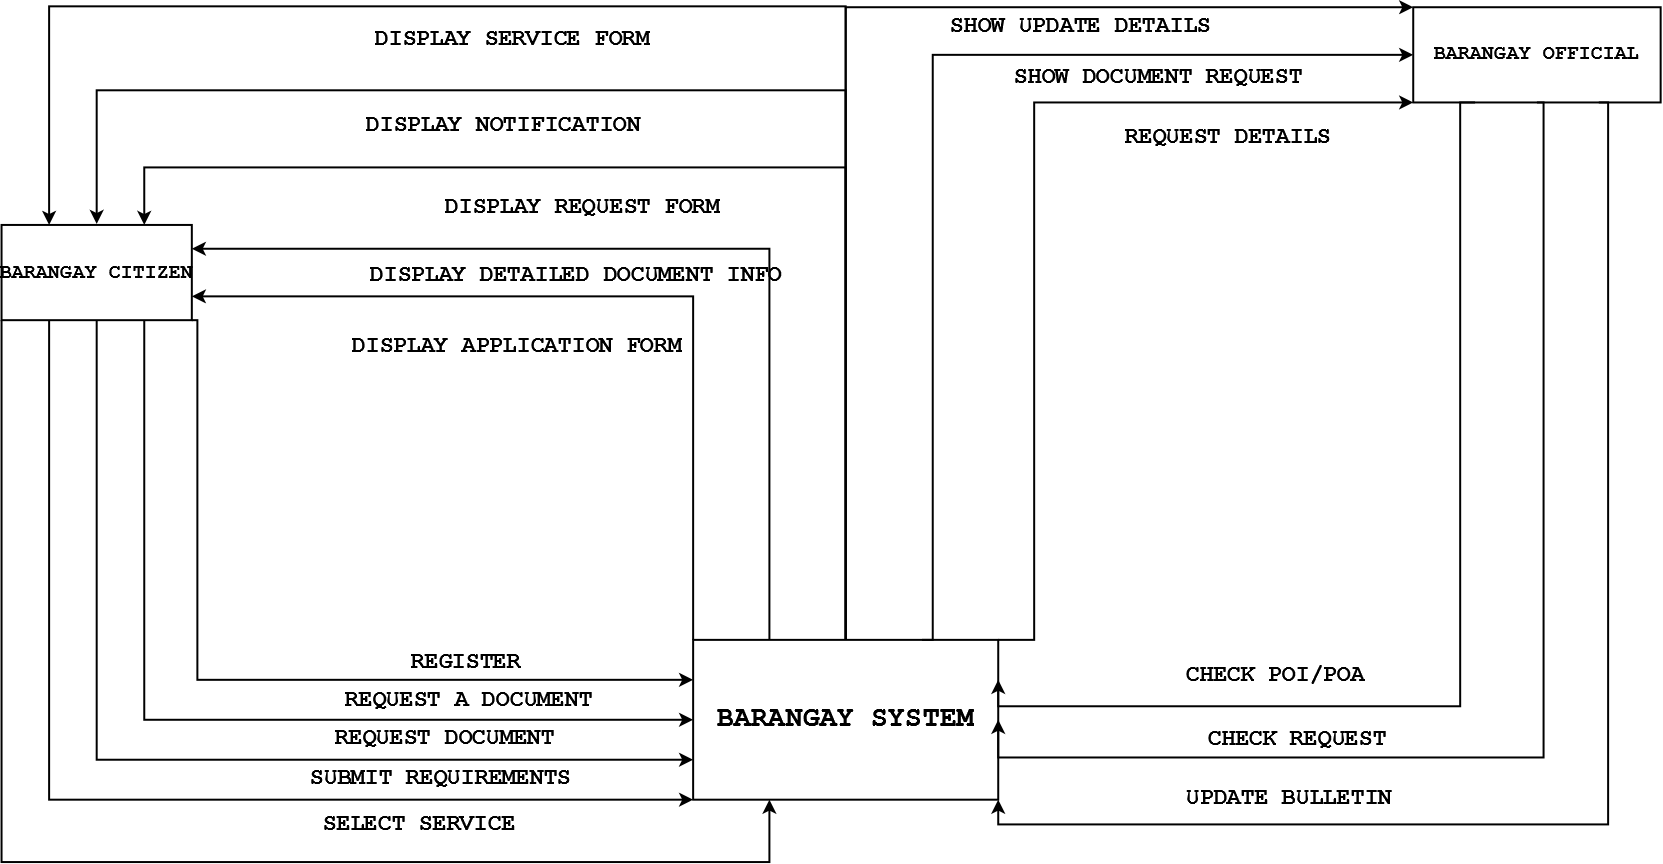 SHOW UPDATE DETAILS
DISPLAY SERVICE FORM
BARANGAY OFFICIAL
SHOW DOCUMENT REQUEST
DISPLAY NOTIFICATION
REQUEST DETAILS
DISPLAY REQUEST FORM
BARANGAY CITIZEN
DISPLAY DETAILED DOCUMENT INFO
DISPLAY APPLICATION FORM
REGISTER
CHECK POI/POA
REQUEST A DOCUMENT
BARANGAY SYSTEM
REQUEST DOCUMENT
CHECK REQUEST
SUBMIT REQUIREMENTS
UPDATE BULLETIN
SELECT SERVICE